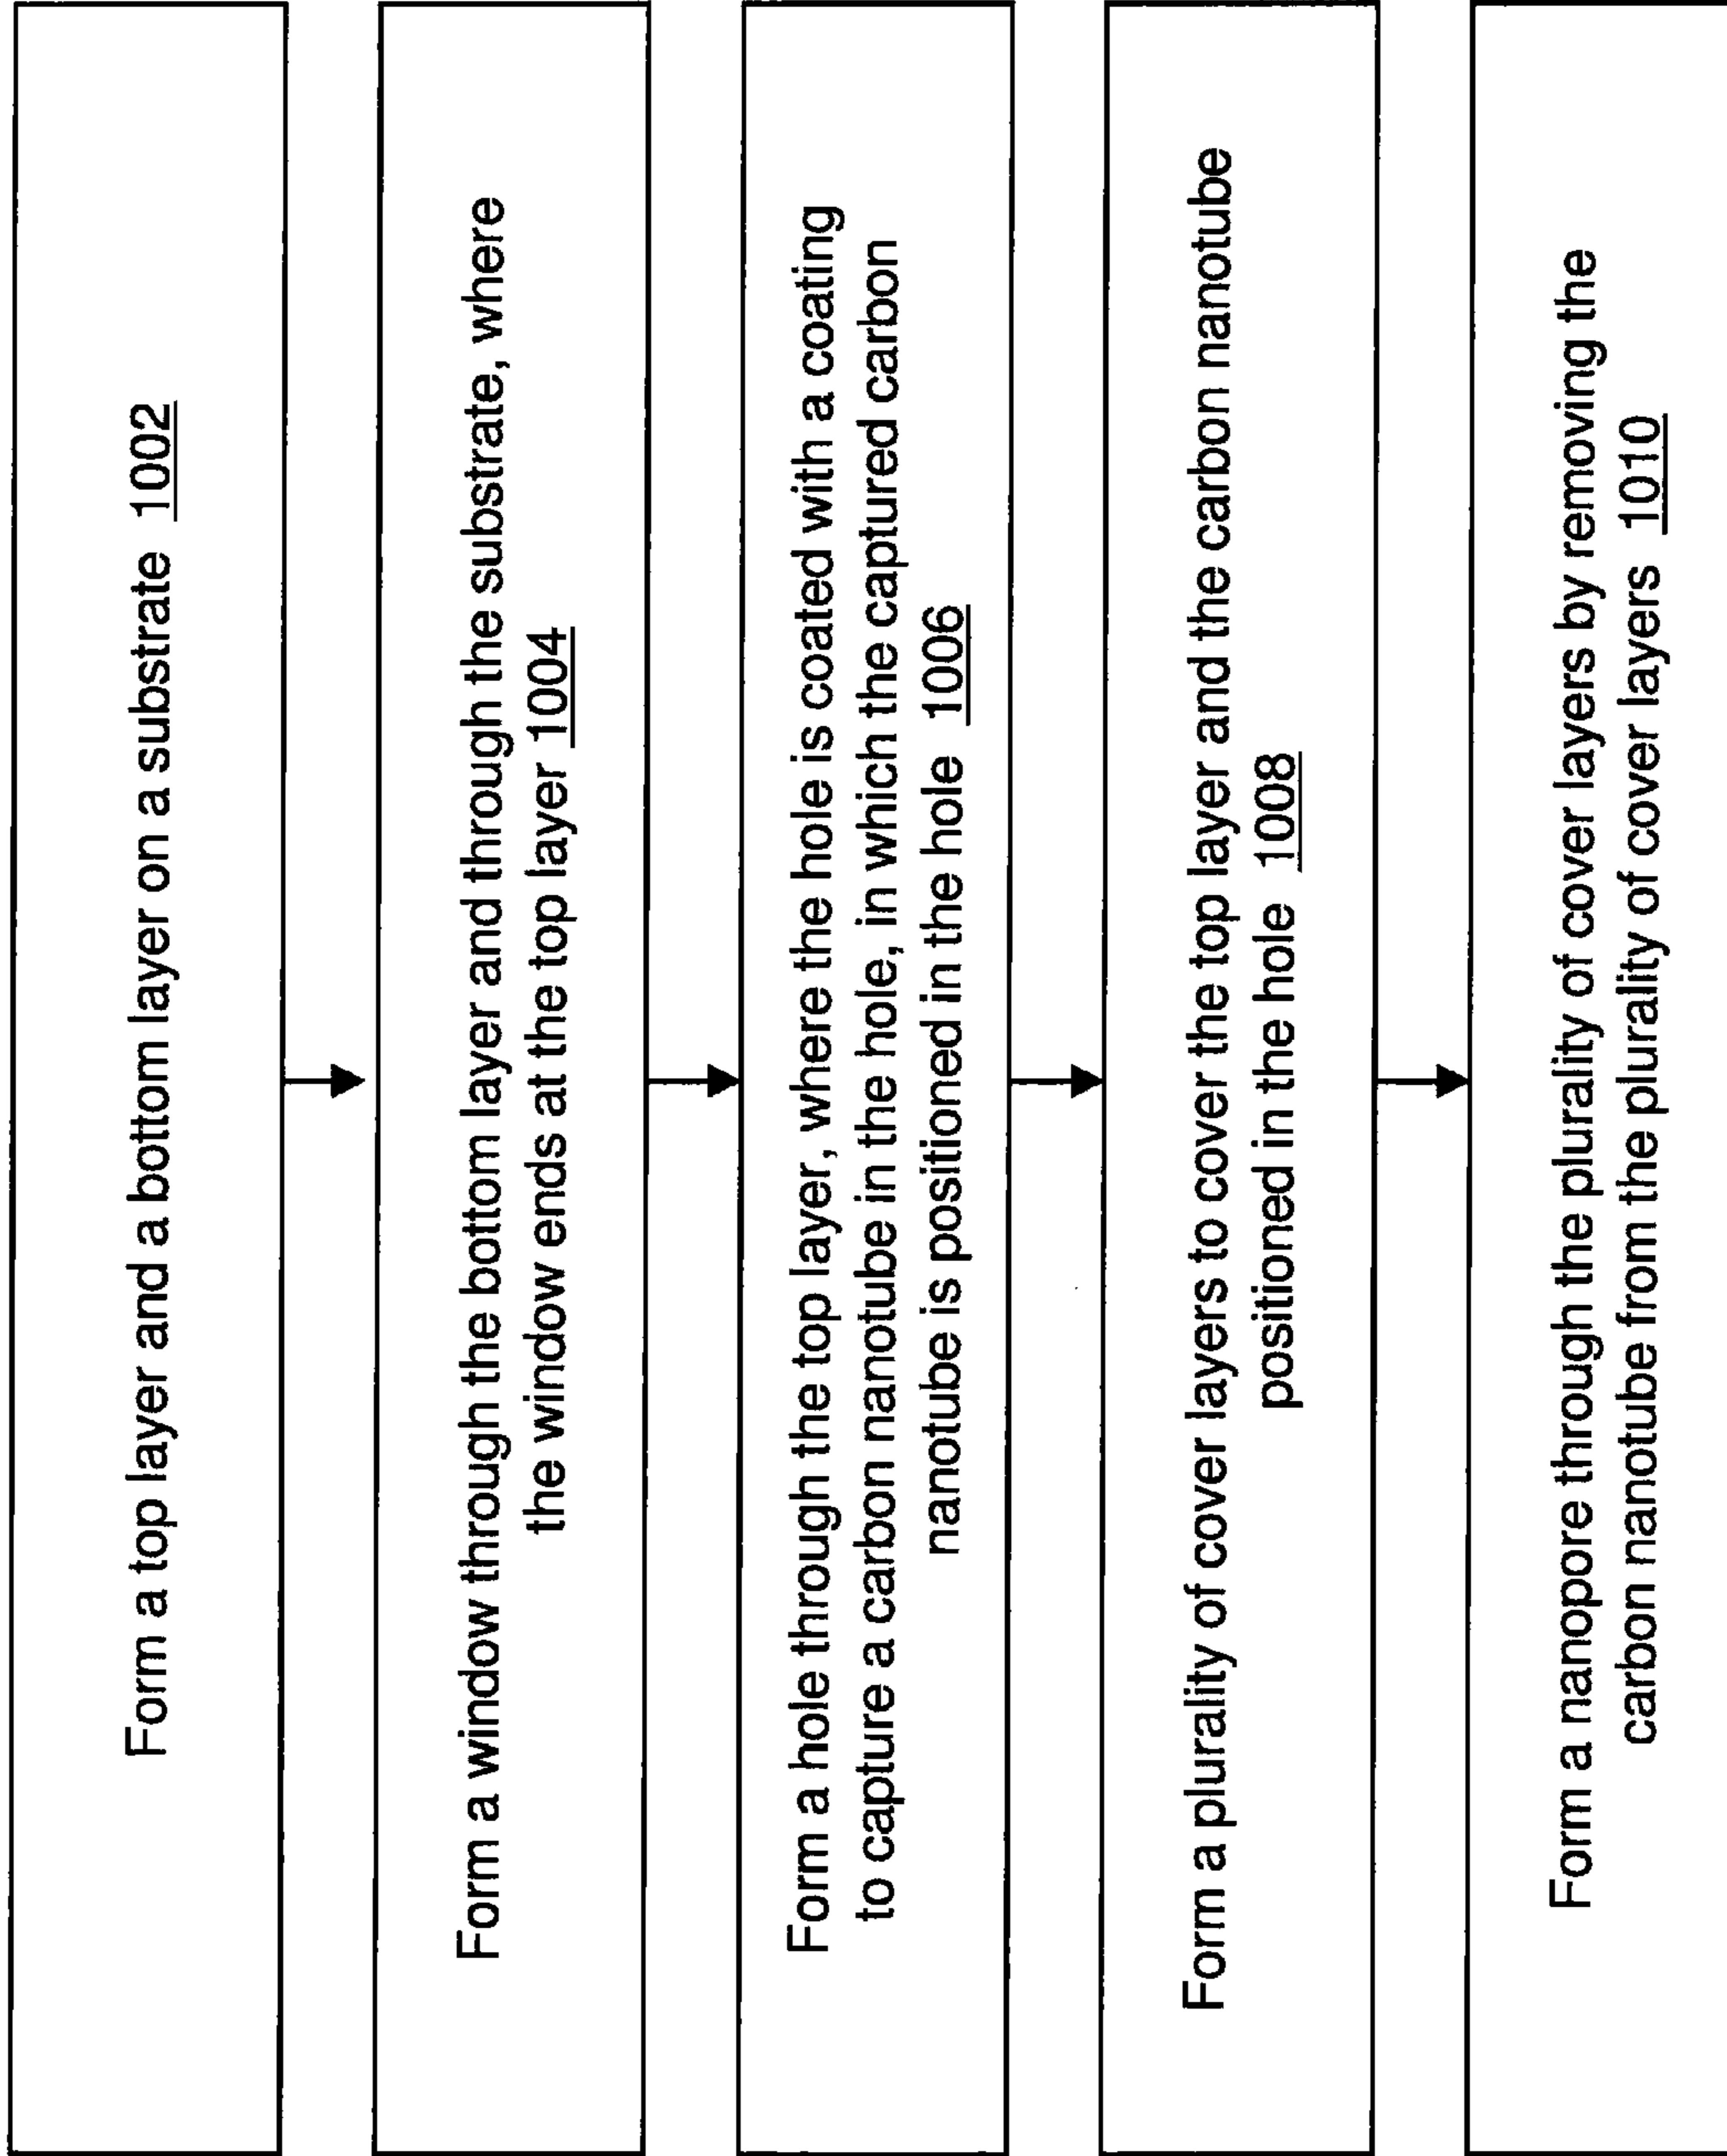 Form a top layer and a bottom layer on a substrate 1002
Form a window through the bottom layer and through the substrate, where
the window ends at the top layer 1004
Form a hole through the top layer, where the hole is coated with a coating
to capture a carbon nanotube in the hole, in which the captured carbon
nanotube is positioned in the hole 1006
Form a plurality of cover layers to cover the top layer and the carbon nanotube
positioned in the hole 1008
Form a nanopore through the plurality of cover layers by removing the
carbon nanotube from the plurality of cover layers 1010